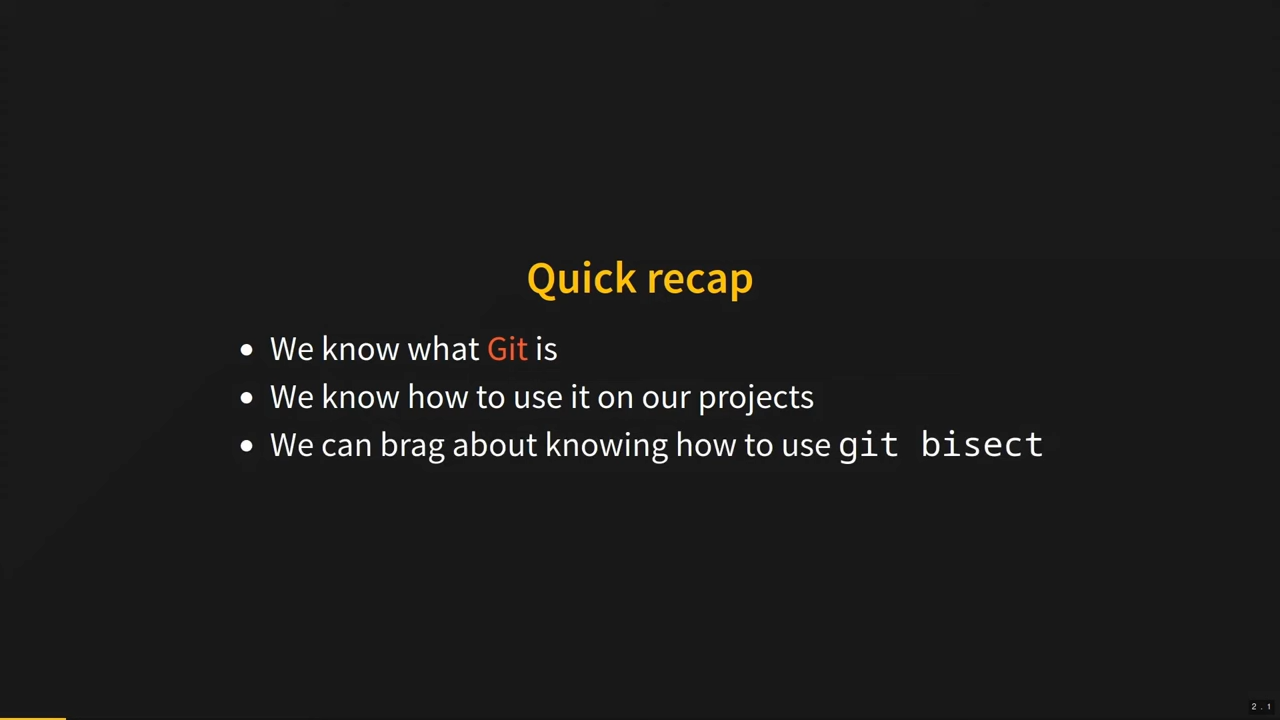 Quick recap
• We know what Git is
• We know how to use it on our projects
• We can brag about knowing how to use git bisect
2 . 1